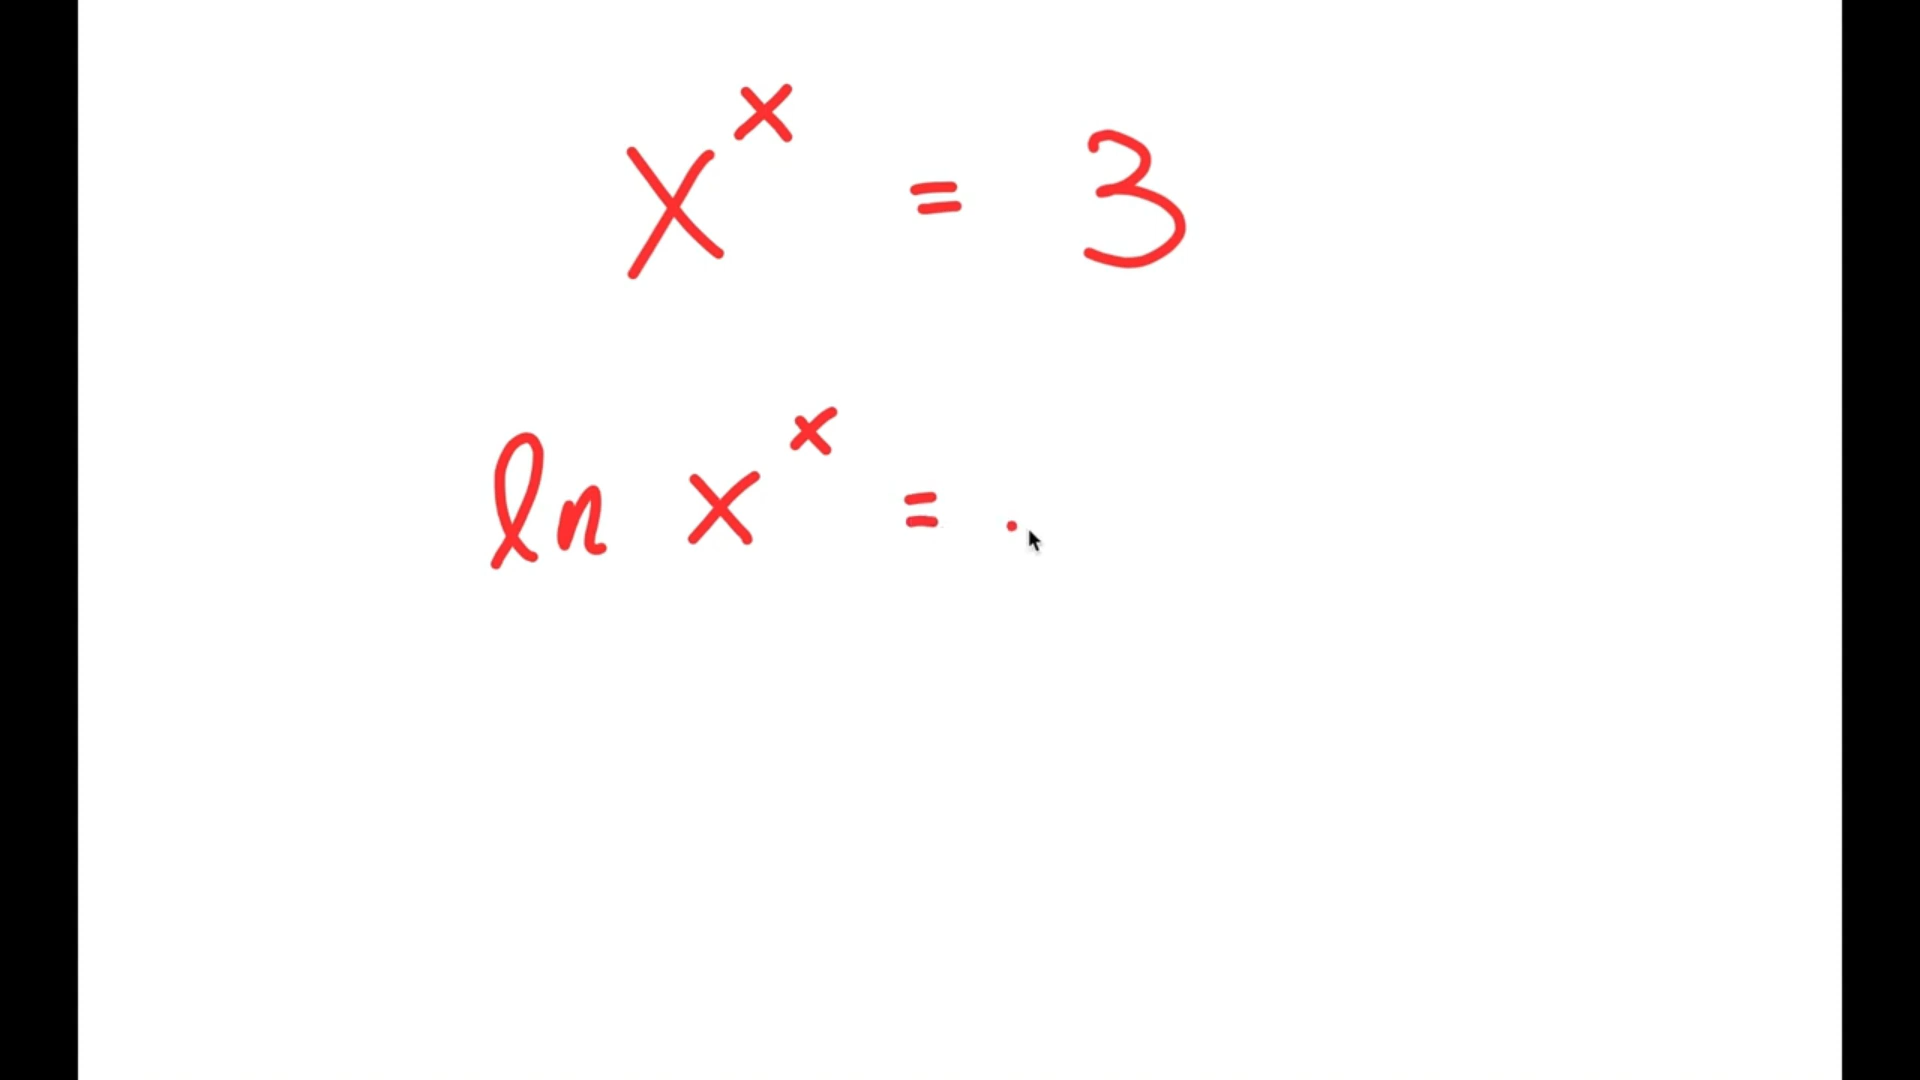 x^x = 3
ln x^x = .